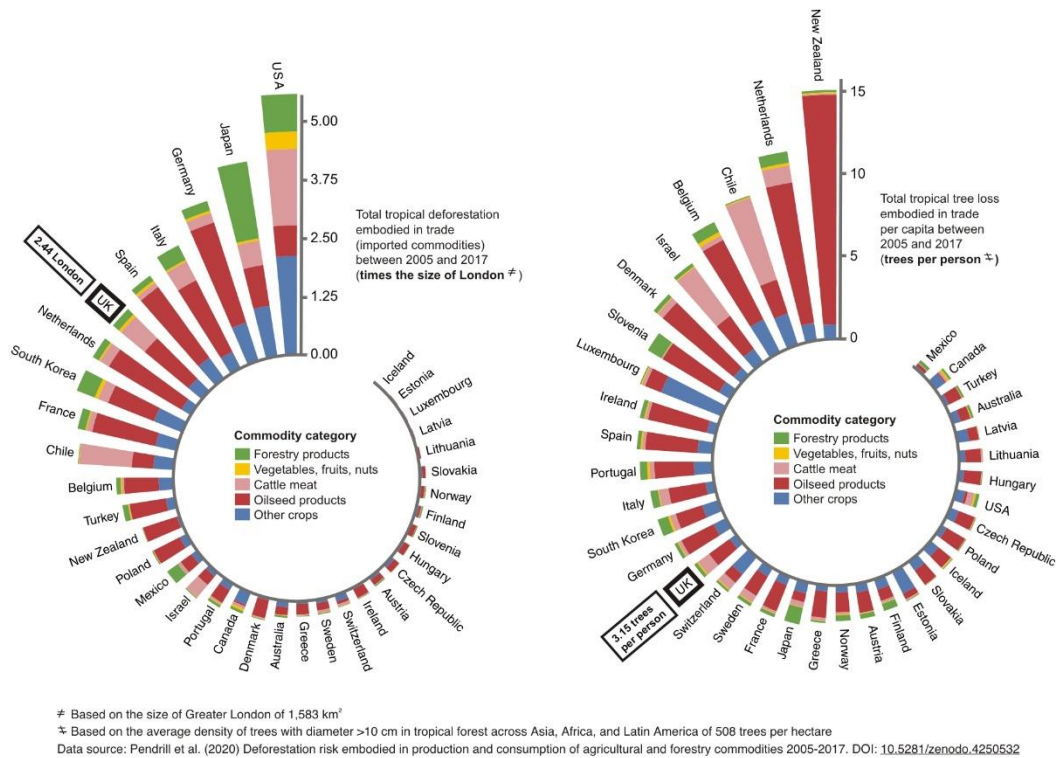 USA
Japan
Germany
Italy
Spain
UK
2.44 London
Netherlands
South Korea
France
Chile
Belgium
Turkey
New Zealand
Poland
Mexico
Israel
Portugal
Canada
Denmark
Australia
Greece
Sweden
Switzerland
Ireland
Austria
Czech Republic
Hungary
Slovenia
Finland
Norway
Slovakia
Lithuania
Latvia
Luxembourg
Estonia
Iceland
5.00
3.75
2.50
1.25
0.00
Total tropical deforestation
embodied in trade
(imported commodities)
between 2005 and 2017
(times the size of London ≠)
Commodity category
Forestry products
Vegetables, fruits, nuts
Cattle meat
Oilseed products
Other crops
New Zealand
Netherlands
Chile
Belgium
Israel
Denmark
Slovenia
Luxembourg
Ireland
Spain
Portugal
Italy
South Korea
Germany
UK
3.15 trees
per person
Switzerland
Sweden
France
Japan
Greece
Norway
Austria
Finland
Estonia
Slovakia
Iceland
Poland
Czech Republic
USA
Hungary
Lithuania
Latvia
Australia
Turkey
Canada
Mexico
15
10
5
0
Total tropical tree loss
embodied in trade
per capita between
2005 and 2017
(trees per person ⨧)
Commodity category
Forestry products
Vegetables, fruits, nuts
Cattle meat
Oilseed products
Other crops
≠ Based on the size of Greater London of 1,583 km²
⨧ Based on the average density of trees with diameter >10 cm in tropical forest across Asia, Africa, and Latin America of 508 trees per hectare
Data source: Pendrill et al. (2020) Deforestation risk embodied in production and consumption of agricultural and forestry commodities 2005-2017. DOI: 10.5281/zenodo.4250532